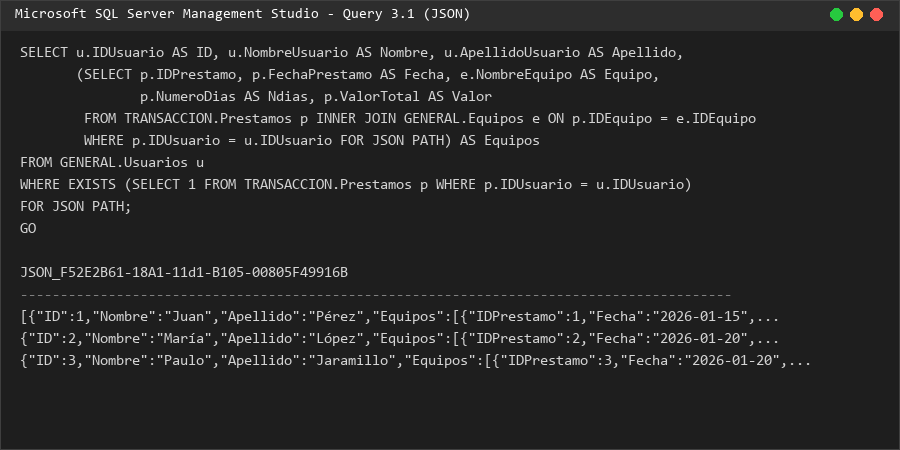 Microsoft SQL Server Management Studio - Query 3.1 (JSON)
SELECT u.IDUsuario AS ID, u.NombreUsuario AS Nombre, u.ApellidoUsuario AS Apellido,
(SELECT p.IDPrestamo, p.FechaPrestamo AS Fecha, e.NombreEquipo AS Equipo,
p.NumeroDias AS Ndias, p.ValorTotal AS Valor
FROM TRANSACCION.Prestamos p INNER JOIN GENERAL.Equipos e ON p.IDEquipo = e.IDEquipo
WHERE p.IDUsuario = u.IDUsuario FOR JSON PATH) AS Equipos
FROM GENERAL.Usuarios u
WHERE EXISTS (SELECT 1 FROM TRANSACCION.Prestamos p WHERE p.IDUsuario = u.IDUsuario)
FOR JSON PATH;
GO
JSON_F52E2B61-18A1-11d1-B105-00805F49916B
-----------------------------------------------------------------------------------------
[{"ID":1,"Nombre":"Juan","Apellido":"Pérez","Equipos":[{"IDPrestamo":1,"Fecha":"2026-01-15",...
{"ID":2,"Nombre":"María","Apellido":"López","Equipos":[{"IDPrestamo":2,"Fecha":"2026-01-20",...
{"ID":3,"Nombre":"Paulo","Apellido":"Jaramillo","Equipos":[{"IDPrestamo":3,"Fecha":"2026-01-20",...